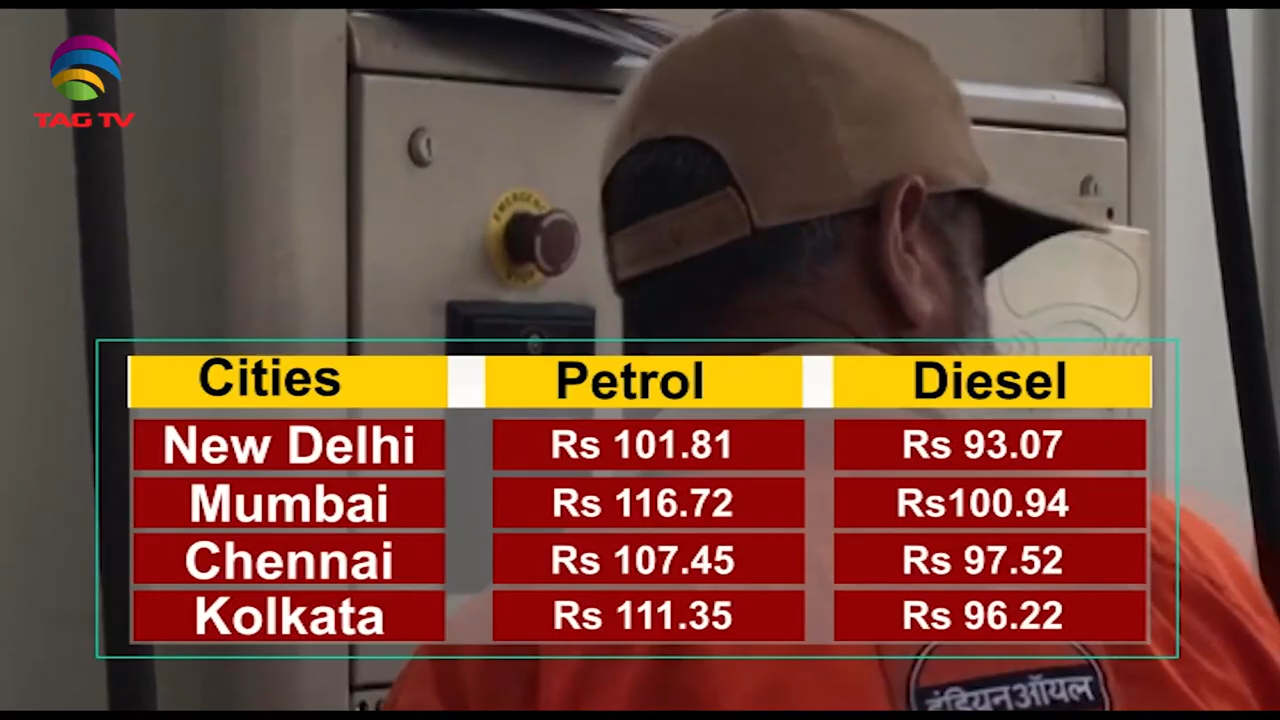 TAG TV
EMERGENCY
Cities Petrol Diesel
New Delhi Rs 101.81 Rs 93.07
Mumbai Rs 116.72 Rs100.94
Chennai Rs 107.45 Rs 97.52
Kolkata Rs 111.35 Rs 96.22
इंडियनऑयल